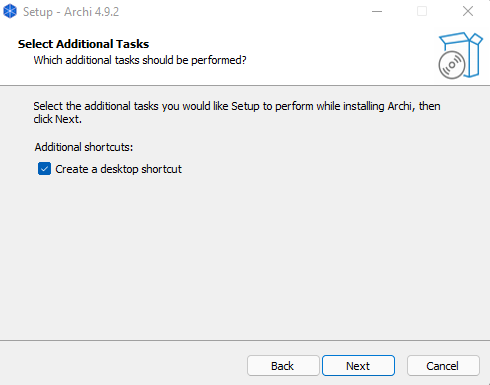 Setup - Archi 4.9.2
Select Additional Tasks
Which additional tasks should be performed?
Select the additional tasks you would like Setup to perform while installing Archi, then
click Next.
Additional shortcuts:
Create a desktop shortcut
Back
Next
Cancel